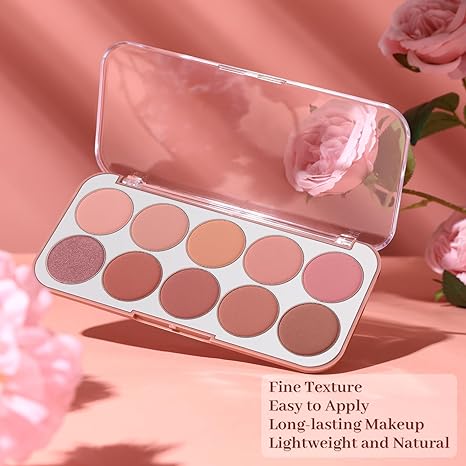 Fine Texture
Easy to Apply
Long-lasting Makeup
Lightweight and Natural